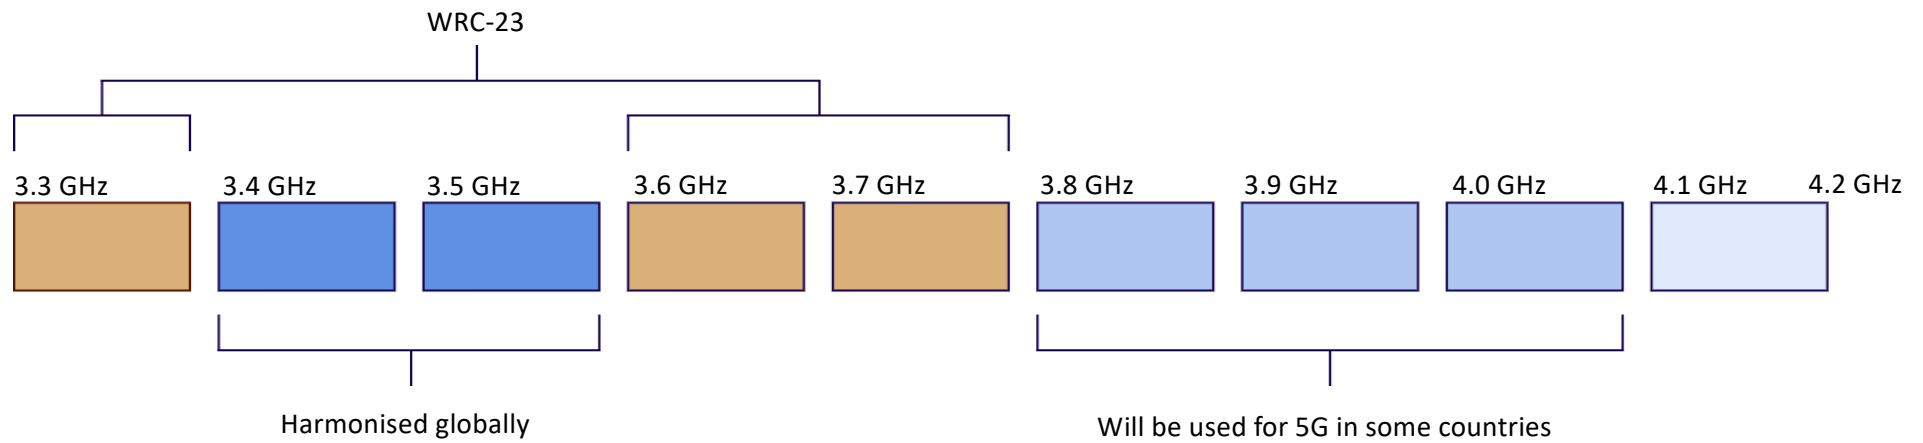 WRC-23
3.3 GHz
3.4 GHz
3.5 GHz
3.6 GHz
3.7 GHz
3.8 GHz
3.9 GHz
4.0 GHz
4.1 GHz
4.2 GHz
Harmonised globally
Will be used for 5G in some countries